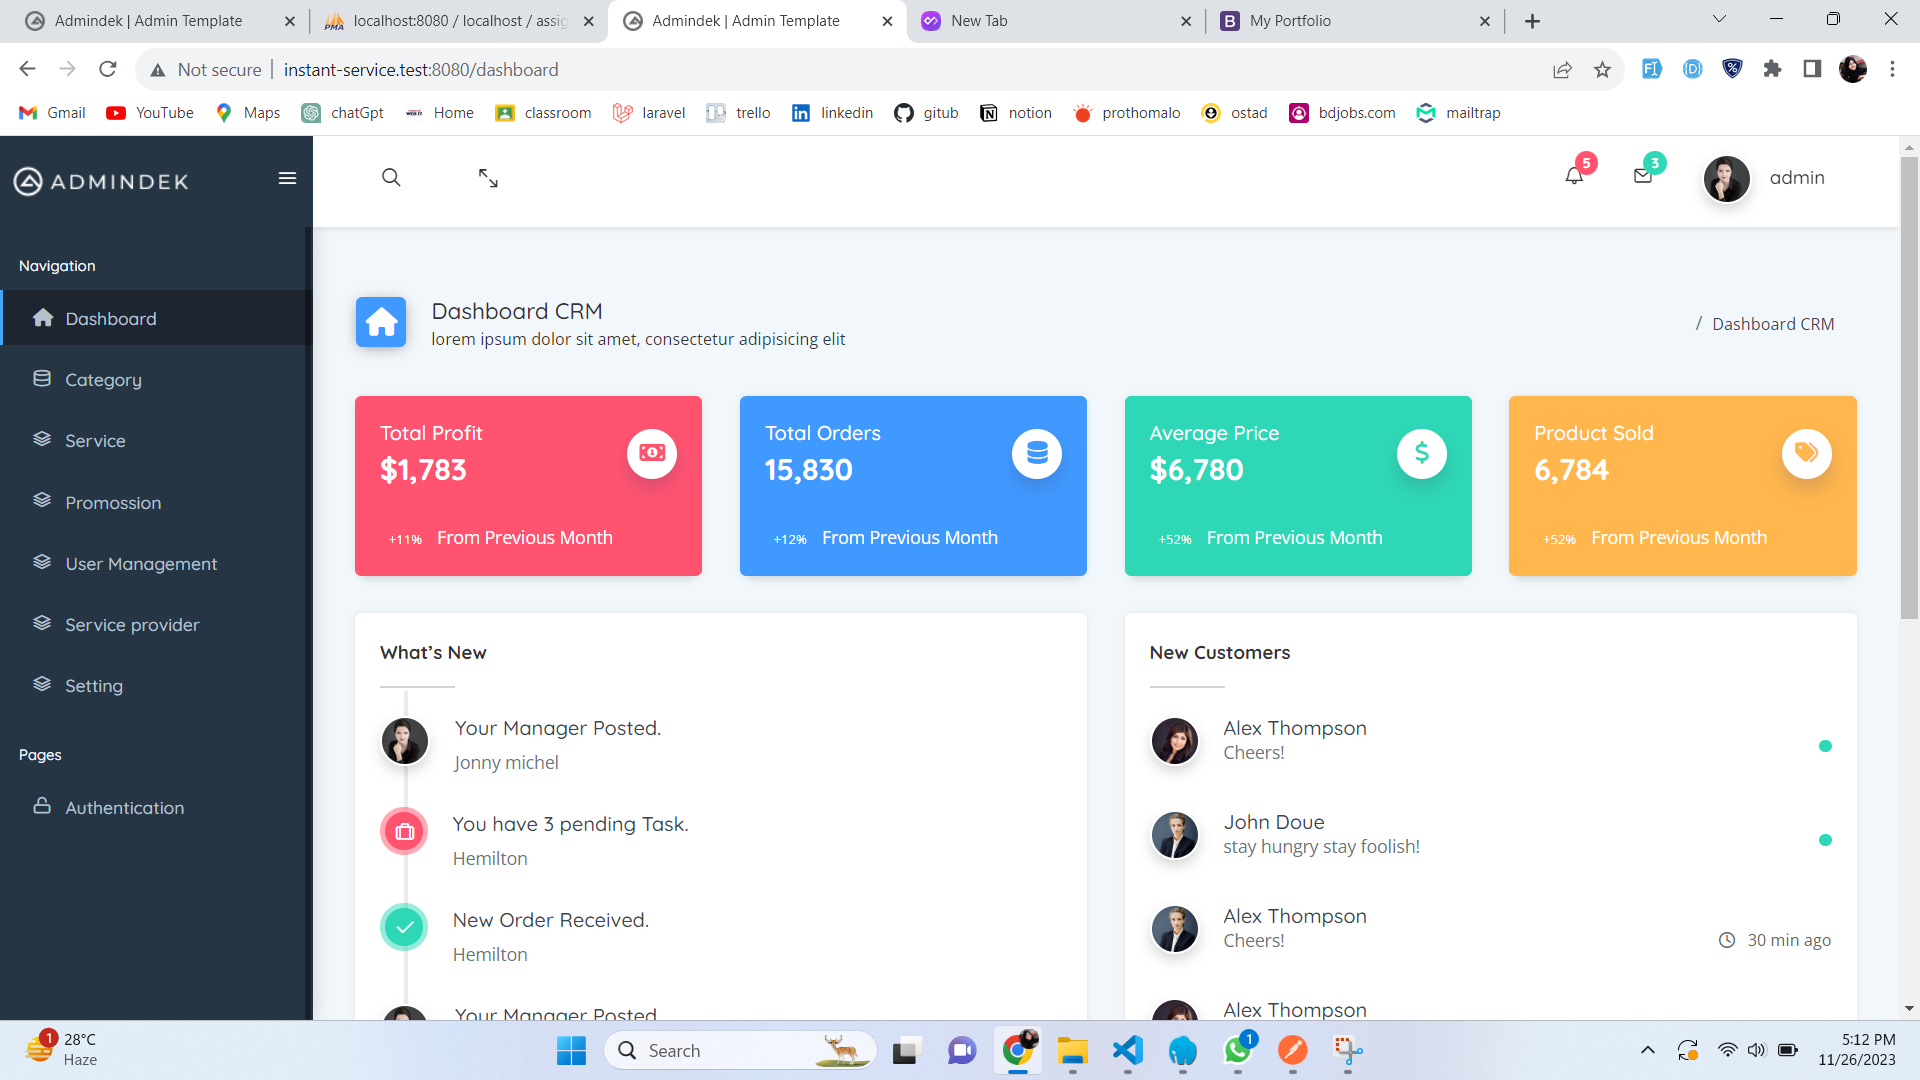 Admindek | Admin Template
localhost:8080 / localhost / assig
Admindek | Admin Template
New Tab
My Portfolio
Not secure
instant-service.test:8080/dashboard
Gmail
YouTube
Maps
chatGpt
Home
classroom
laravel
trello
linkedin
gitub
notion
prothomalo
ostad
bdjobs.com
mailtrap
ADMINDEK
5
3
admin
Navigation
Dashboard
Category
Service
Promossion
User Management
Service provider
Setting
Pages
Authentication
Dashboard CRM
lorem ipsum dolor sit amet, consectetur adipisicing elit
/ Dashboard CRM
Total Profit
$1,783
+11% From Previous Month
Total Orders
15,830
+12% From Previous Month
Average Price
$6,780
+52% From Previous Month
Product Sold
6,784
+52% From Previous Month
What's New
Your Manager Posted.
Jonny michel
You have 3 pending Task.
Hemilton
New Order Received.
Hemilton
Your Manager Posted
New Customers
Alex Thompson
Cheers!
John Doue
stay hungry stay foolish!
Alex Thompson
Cheers!
30 min ago
Alex Thompson
1
28°C
Haze
Search
1
5:12 PM
11/26/2023